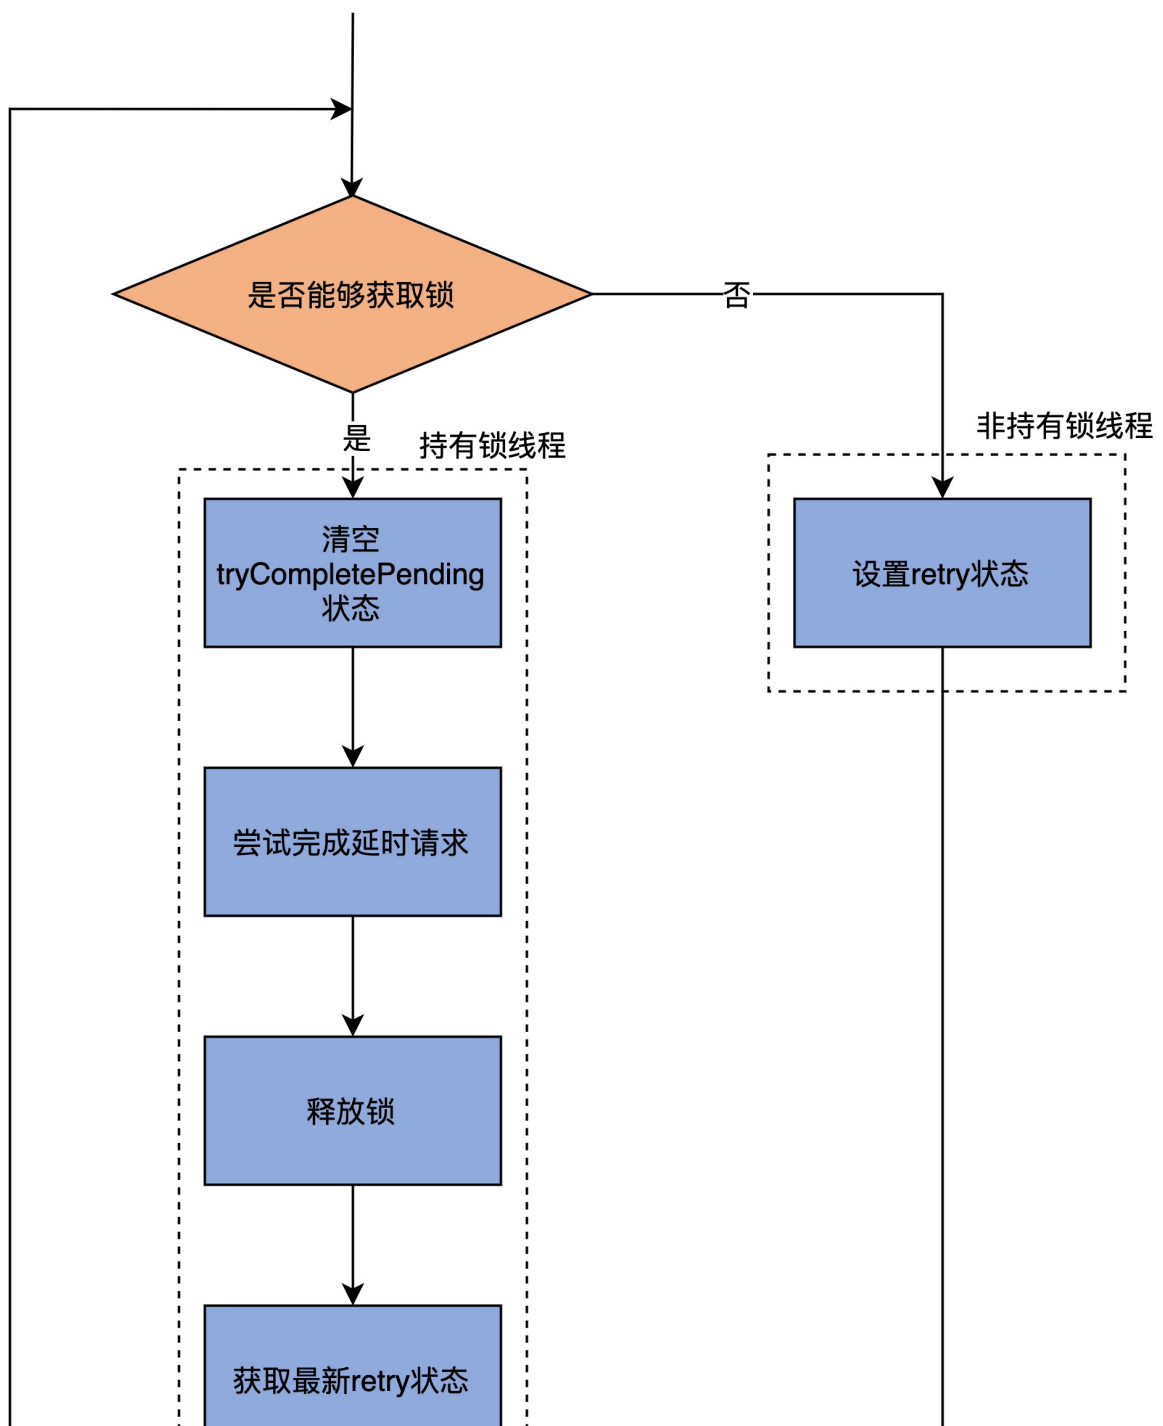 是否能够获取锁
否
是
持有锁线程
非持有锁线程
清空
tryCompletePending
状态
设置retry状态
尝试完成延时请求
释放锁
获取最新retry状态